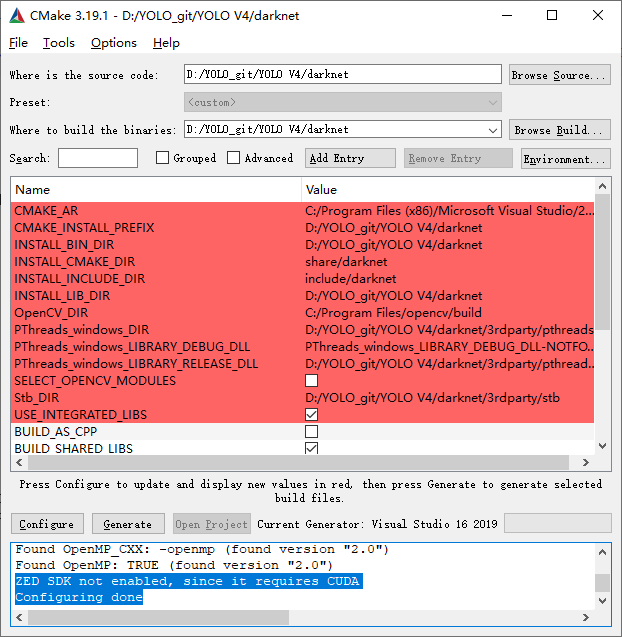 CMake 3.19.1 - D:/YOLO_git/YOLO V4/darknet
File Tools Options Help
Where is the source code: D:/YOLO_git/YOLO V4/darknet Browse Source...
Preset: <custom>
Where to build the binaries: D:/YOLO_git/YOLO V4/darknet Browse Build...
Search: Grouped Advanced Add Entry Remove Entry Environment...
Name Value
CMAKE_AR C:/Program Files (x86)/Microsoft Visual Studio/2...
CMAKE_INSTALL_PREFIX D:/YOLO_git/YOLO V4/darknet
INSTALL_BIN_DIR D:/YOLO_git/YOLO V4/darknet
INSTALL_CMAKE_DIR share/darknet
INSTALL_INCLUDE_DIR include/darknet
INSTALL_LIB_DIR D:/YOLO_git/YOLO V4/darknet
OpenCV_DIR C:/Program Files/opencv/build
PThreads_windows_DIR D:/YOLO_git/YOLO V4/darknet/3rdparty/pthreads
PThreads_windows_LIBRARY_DEBUG_DLL PThreads_windows_LIBRARY_DEBUG_DLL-NOTFO...
PThreads_windows_LIBRARY_RELEASE_DLL D:/YOLO_git/YOLO V4/darknet/3rdparty/pthread...
SELECT_OPENCV_MODULES
Stb_DIR D:/YOLO_git/YOLO V4/darknet/3rdparty/stb
USE_INTEGRATED_LIBS
BUILD_AS_CPP
BUILD_SHARED_LIBS
Press Configure to update and display new values in red, then press Generate to generate selected
build files.
Configure Generate Open Project Current Generator: Visual Studio 16 2019
Found OpenMP_CXX: -openmp (found version "2.0")
Found OpenMP: TRUE (found version "2.0")
ZED SDK not enabled, since it requires CUDA
Configuring done